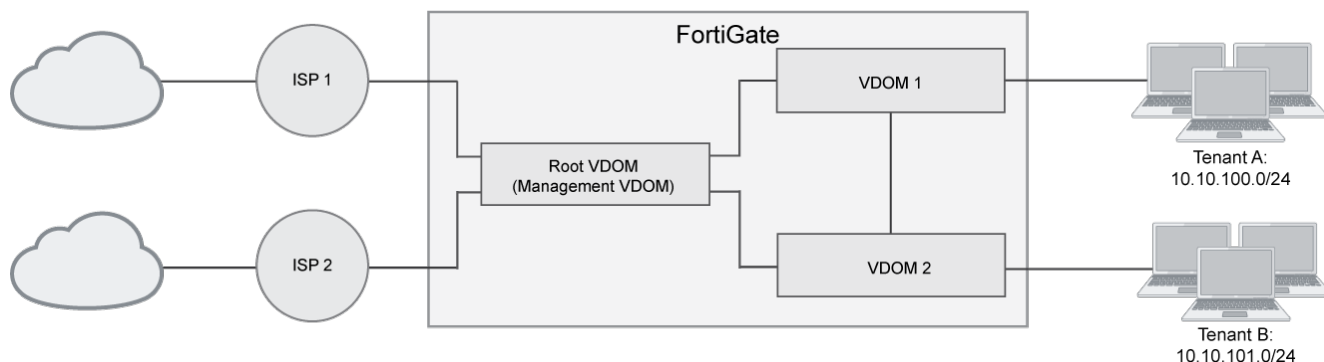 FortiGate
ISP 1
VDOM 1
Root VDOM
(Management VDOM)
Tenant A:
10.10.100.0/24
ISP 2
VDOM 2
Tenant B:
10.10.101.0/24